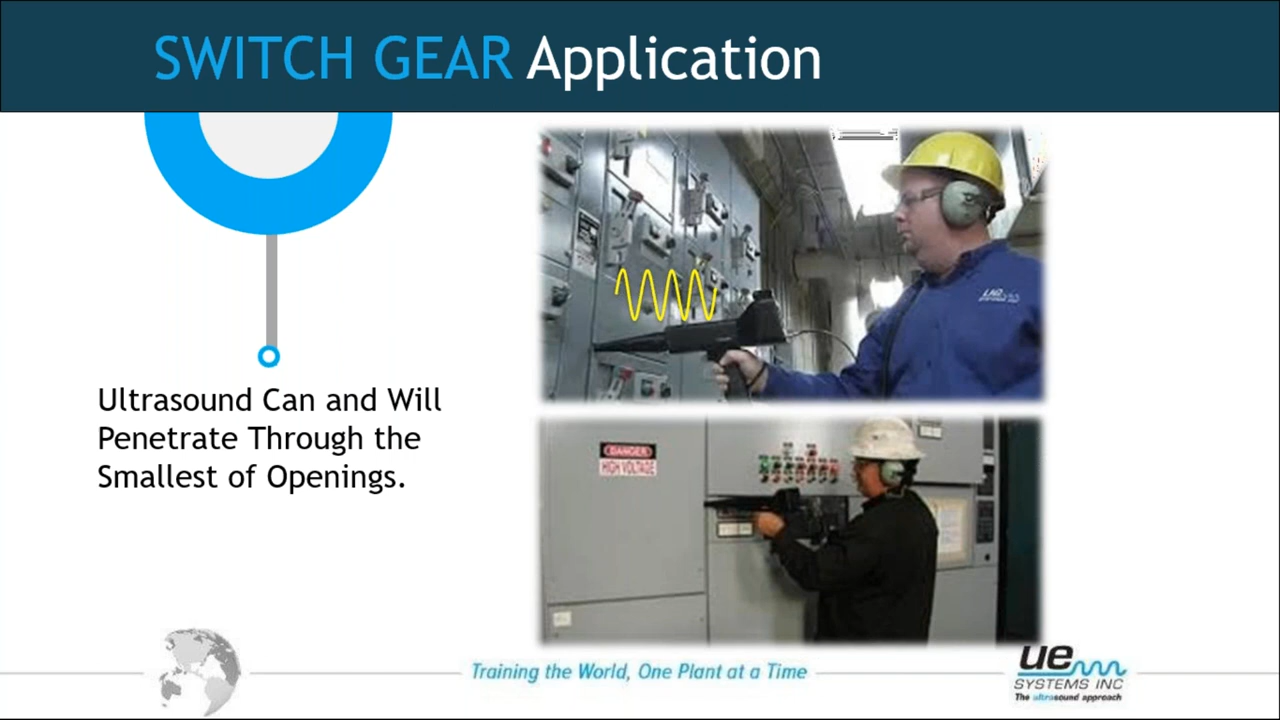 SWITCH GEAR Application
Ultrasound Can and Will
Penetrate Through the
Smallest of Openings.
DANGER
HIGH VOLTAGE
Training the World, One Plant at a Time
ue
SYSTEMS INC
The ultrasound approach